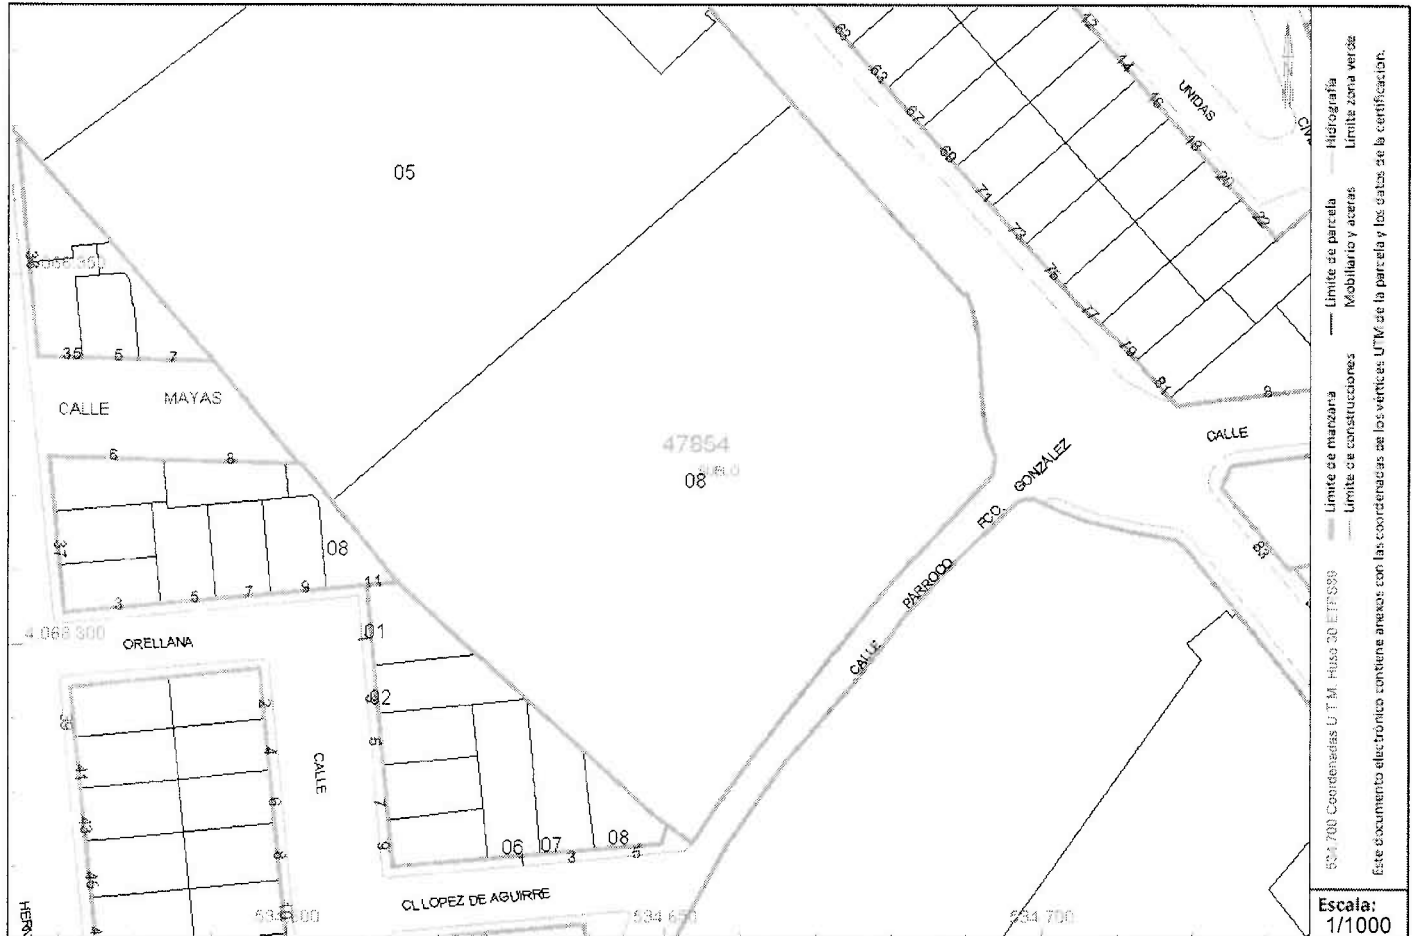 05
62
63
67
69
71
73
75
77
79
81
12
14
16
18
20
22
UNIDAS
8
CALLE
83
35
5
7
CALLE
MAYAS
6
8
37
08
3
5
7
9
11
4.068.300
ORELLANA
47854
SUELO
08
CALLE
PARROCO
FCO.
GONZÁLEZ
01
02
5
7
9
06
07
08
3
5
39
41
43
45
2
4
6
8
CALLE
CL LOPEZ DE AGUIRRE
534.600
534.650
534.700
534.700 Coordenadas U.T.M. Huso 30 ETRS89
Límite de manzana
Límite de parcela
Hidrografía
Límite de construcciones
Mobiliario y aceras
Límite zona verde
Este documento electrónico contiene anexos con las coordenadas de los vértices UTM de la parcela y los datos de la certificación.
Escala:
1/1000